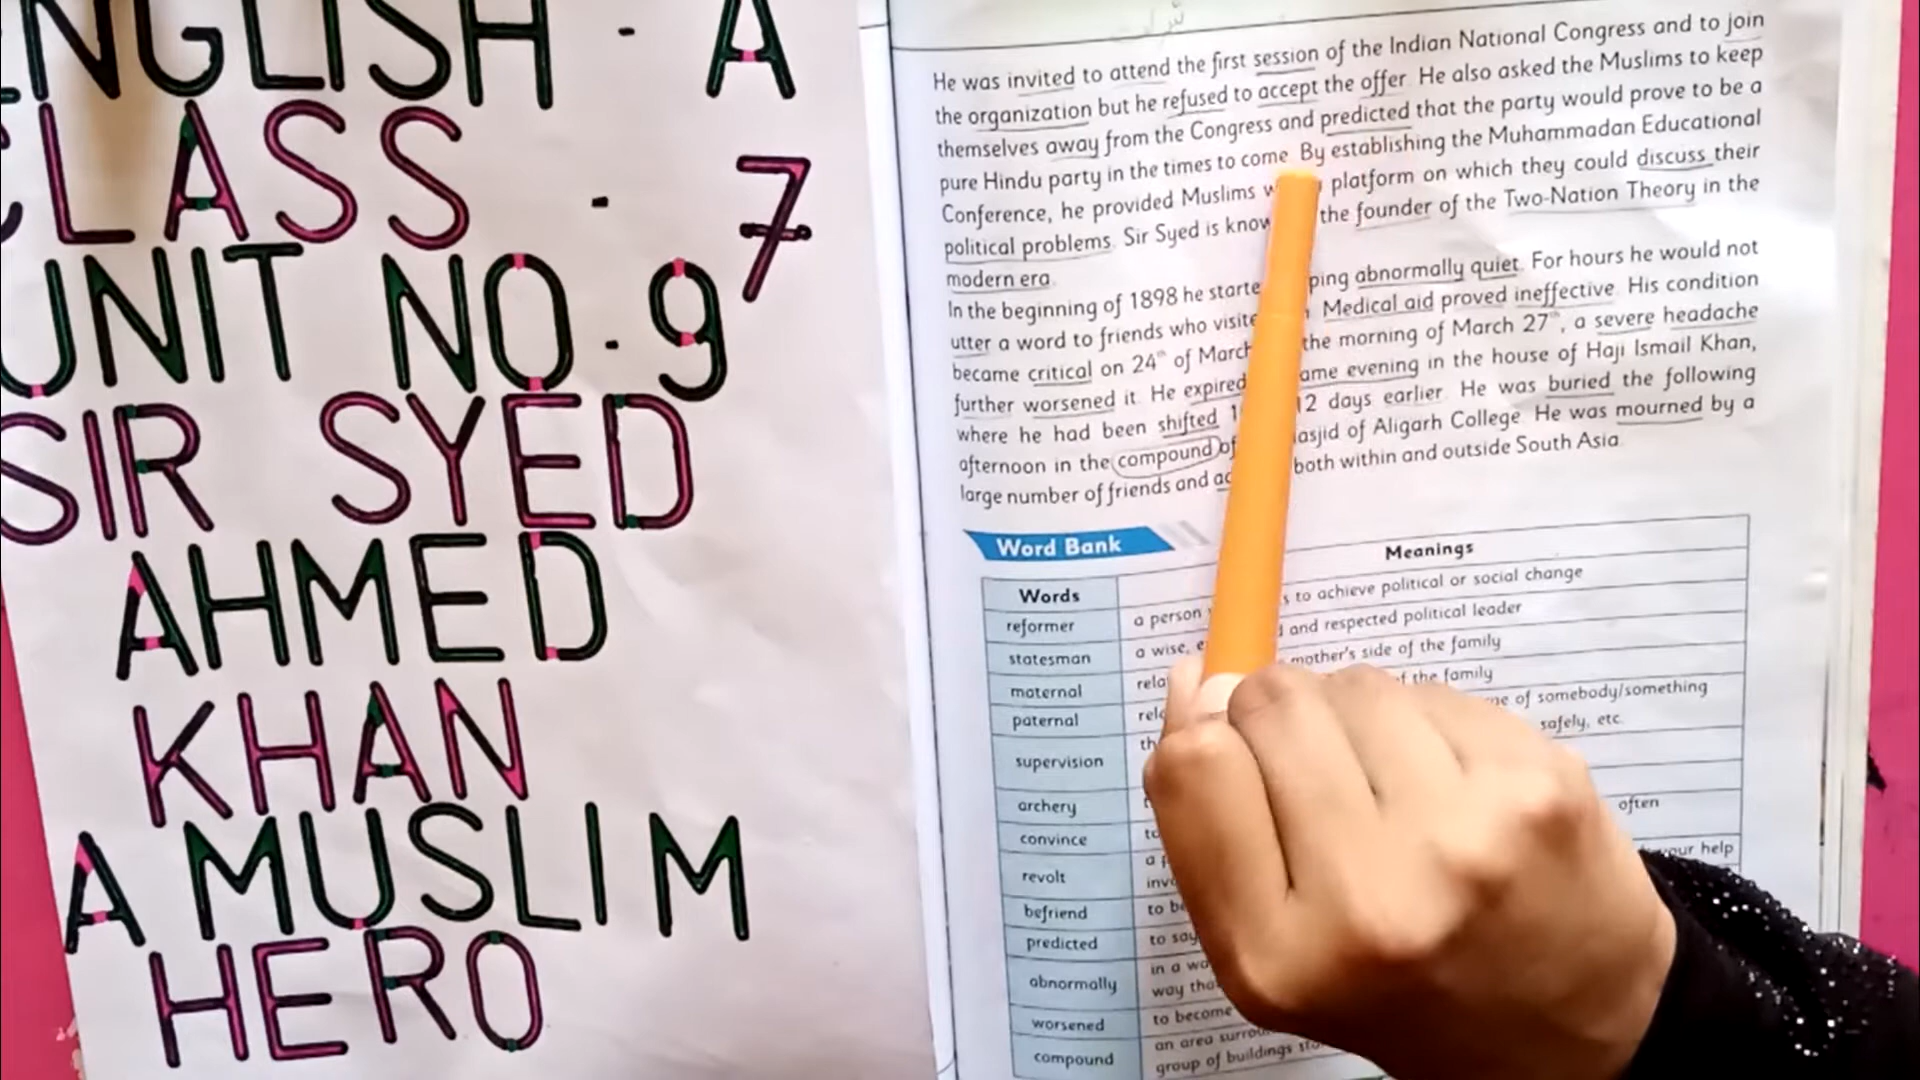 ENGLISH - A
CLASS - 7
UNIT NO. 9
SIR SYED
AHMED
KHAN
A MUSLIM
HERO
He was invited to attend the first session of the Indian National Congress and to join
the organization but he refused to accept the offer. He also asked the Muslims to keep
themselves away from the Congress and predicted that the party would prove to be a
pure Hindu party in the times to come. By establishing the Muhammadan Educational
Conference, he provided Muslims platform on which they could discuss their
political problems. Sir Syed is the founder of the Two-Nation Theory in the
modern era.
In the beginning of 1898 he abnormally quiet. For hours he would not
utter a word to friends who Medical aid proved ineffective. His condition
became critical on 24th of March the morning of March 27th, a severe headache
further worsened it. He expired evening in the house of Haji Ismail Khan,
where he had been shifted 12 days earlier. He was buried the following
afternoon in the compound of of Aligarh College. He was mourned by a
large number of friends and both within and outside South Asia.
Word Bank
Words Meanings
reformer a person to achieve political or social change
statesman a wise, and respected political leader
maternal mother's side of the family
paternal of the family
supervision of somebody/something
safely, etc.
archery
convince often
revolt your help
befriend to
predicted to say
abnormally in a
way
worsened to become
compound an area
group of buildings